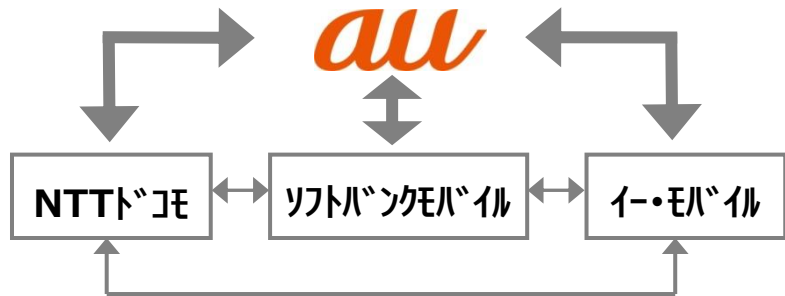 au
NTTﾄﾞｺﾓ
ｿﾌﾄﾊﾞﾝｸﾓﾊﾞｲﾙ
ｲｰ・ﾓﾊﾞｲﾙ